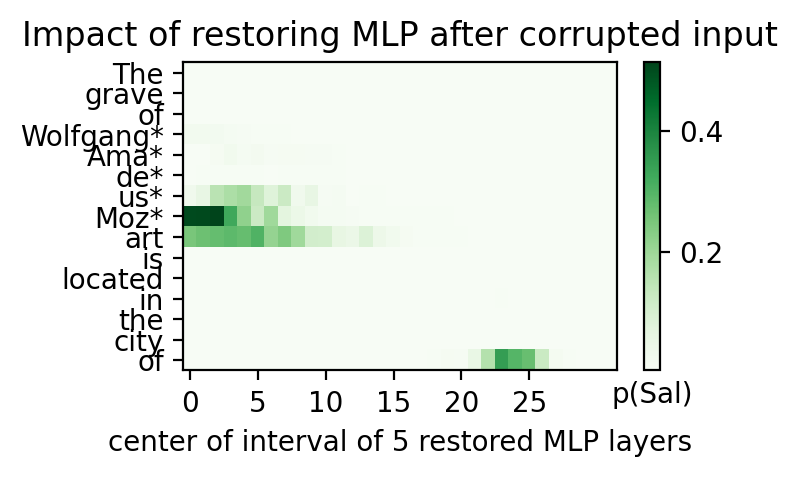 Impact of restoring MLP after corrupted input
The
grave
of
Wolfgang*
Ama*
de*
us*
Moz*
art
is
located
in
the
city
of
0.4
0.2
0 5 10 15 20 25
p(Sal)
center of interval of 5 restored MLP layers